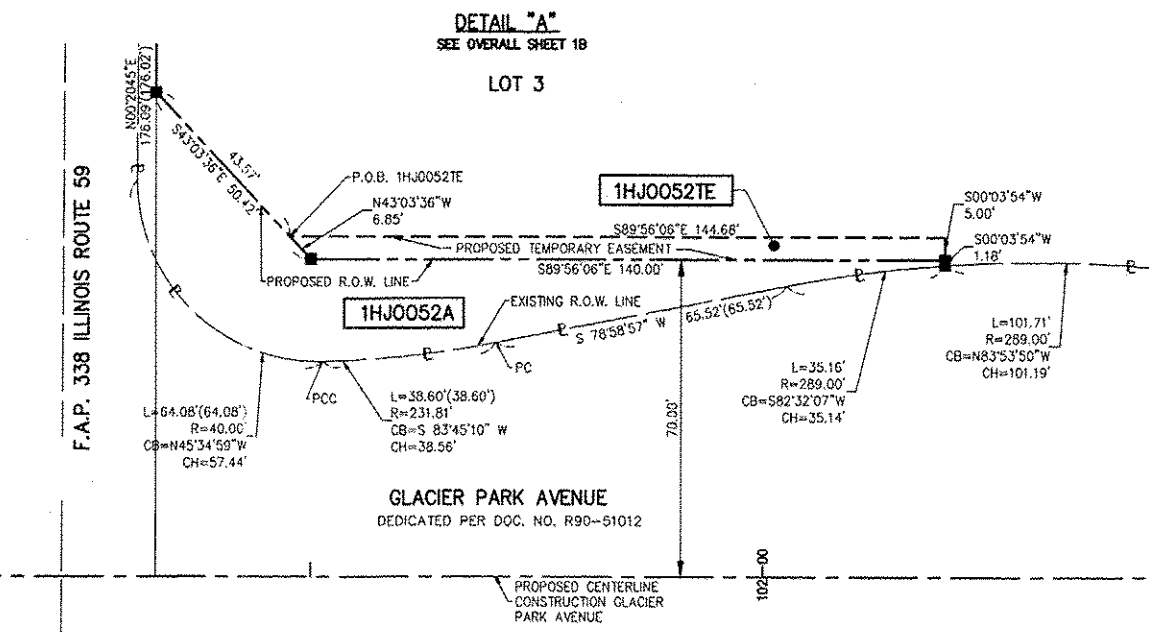 DETAIL "A"
SEE OVERALL SHEET 1B
LOT 3
N00°20'45"E
176.09'(176.02')
F.A.P. 338 ILLINOIS ROUTE 59
43.57'
S43°03'36"E 50.42'
P.O.B. 1HJ0052TE
N43°03'36"W
6.85'
1HJ0052TE
S00°03'54"W
5.00'
S89°56'06"E 144.68'
S00°03'54"W
1.18'
PROPOSED TEMPORARY EASEMENT
S89°56'06"E 140.00'
PROPOSED R.O.W. LINE
1HJ0052A
EXISTING R.O.W. LINE
S 78°58'57" W
65.52'(65.52')
PC
PCC
L=64.08'(64.08')
R=40.00'
CB=N45°34'59"W
CH=57.44'
L=38.60'(38.60')
R=231.81'
CB=S 83°45'10" W
CH=38.56'
70.00'
L=35.16'
R=289.00'
CB=S82°32'07"W
CH=35.14'
L=101.71'
R=289.00'
CB=N83°53'50"W
CH=101.19'
GLACIER PARK AVENUE
DEDICATED PER DOC. NO. R90-51012
PROPOSED CENTERLINE
CONSTRUCTION GLACIER
PARK AVENUE
102+00